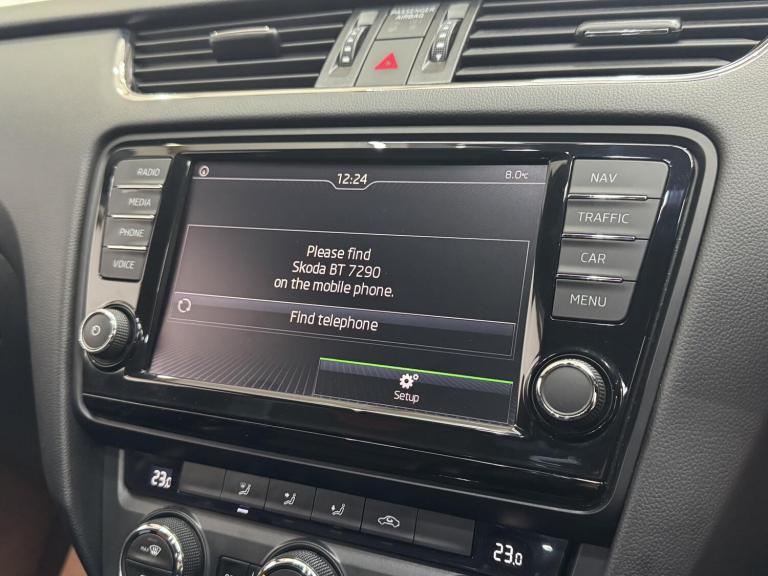 PASSENGER
AIRBAG
RADIO
MEDIA
PHONE
VOICE
12:24
8.0°C
Please find
Skoda BT 7290
on the mobile phone.
Find telephone
Setup
NAV
TRAFFIC
CAR
MENU
23.0
23.0